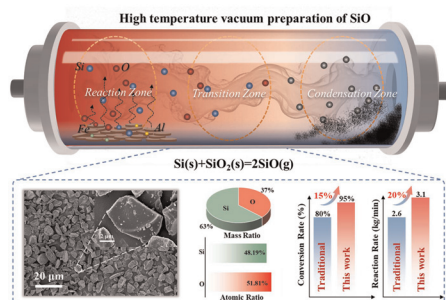 High temperature vacuum preparation of SiO
Si O
Reaction Zone
Transition Zone
Condensation Zone
Fe Al
Si(s)+SiO2(s)=2SiO(g)
20 μm
37%
Si O
63%
Mass Ratio
Si 48.19%
O 51.81%
Atomic Ratio
Conversion Rate (%)
15%
80%
95%
Traditional
This work
Reaction Rate (kg/min)
20%
2.6
3.1
Traditional
This work